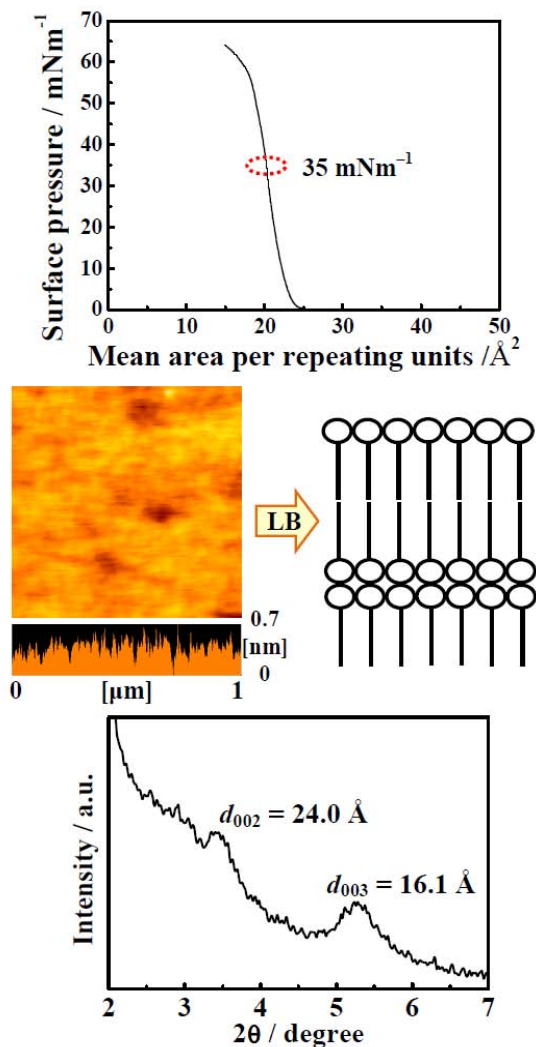 70
60
50
40
30
20
10
0
Surface pressure / mNm⁻¹
35 mNm⁻¹
0 10 20 30 40 50
Mean area per repeating units /Å²
LB
0.7
[nm]
0
0 [µm] 1
Intensity / a.u.
d₀₀₂ = 24.0 Å
d₀₀₃ = 16.1 Å
2 3 4 5 6 7
2θ / degree